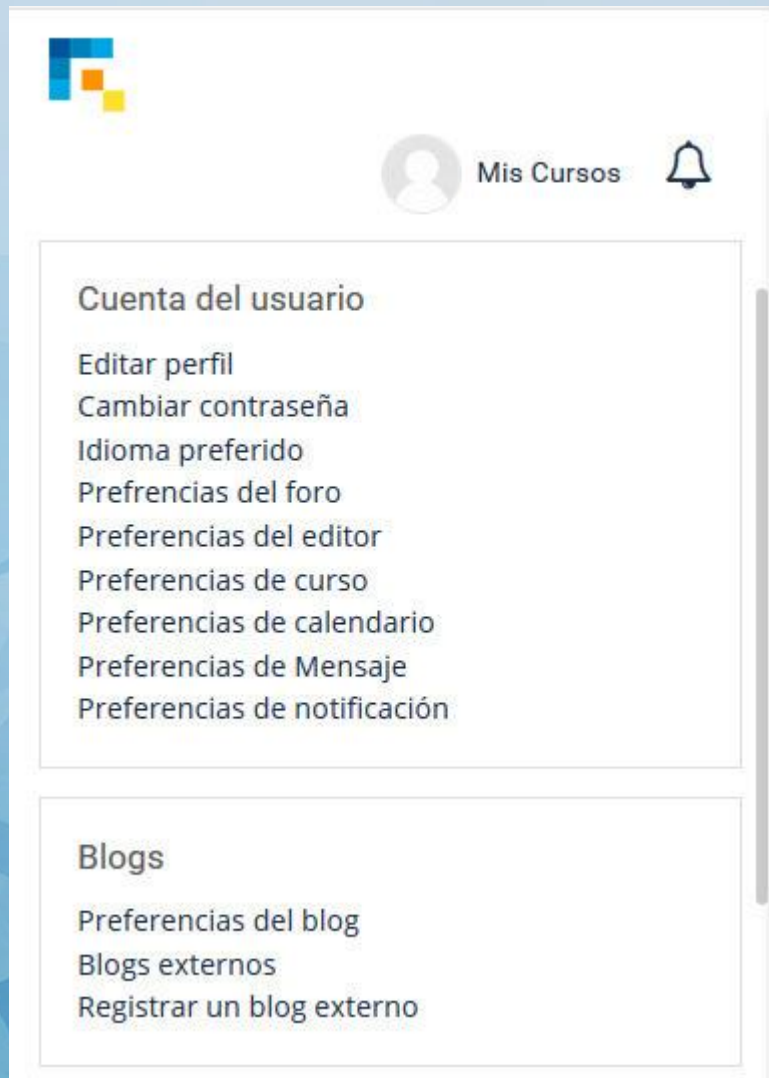 Mis Cursos
Cuenta del usuario
Editar perfil
Cambiar contraseña
Idioma preferido
Prefrencias del foro
Preferencias del editor
Preferencias de curso
Preferencias de calendario
Preferencias de Mensaje
Preferencias de notificación
Blogs
Preferencias del blog
Blogs externos
Registrar un blog externo